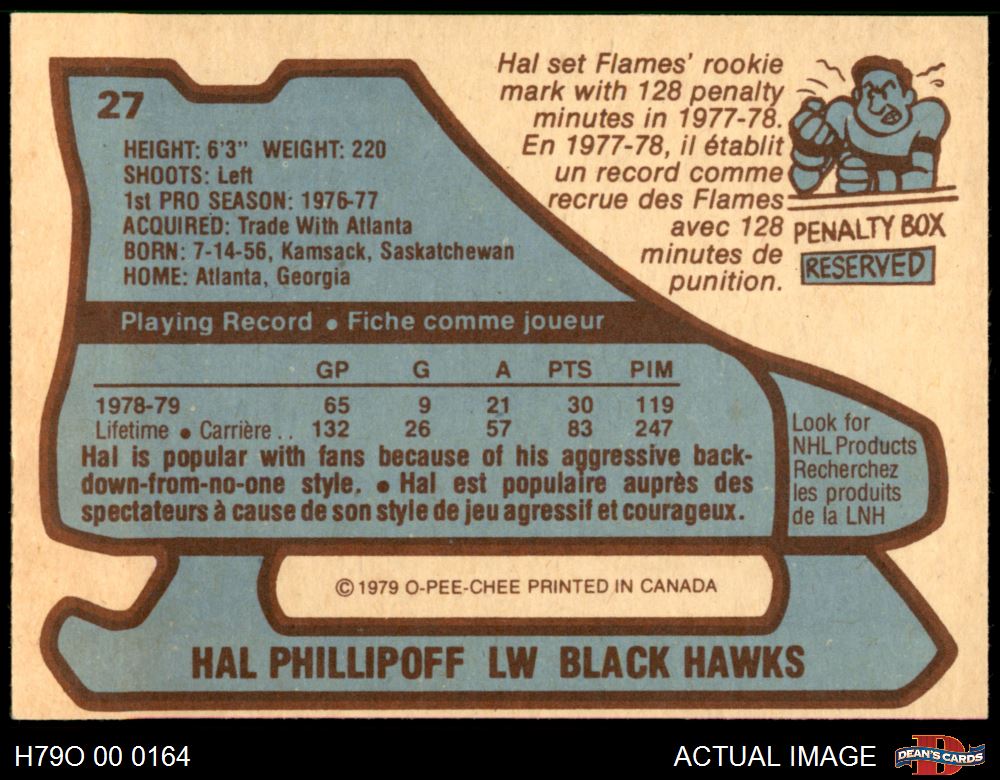 27
HEIGHT: 6'3" WEIGHT: 220
SHOOTS: Left
1st PRO SEASON: 1976-77
ACQUIRED: Trade With Atlanta
BORN: 7-14-56, Kamsack, Saskatchewan
HOME: Atlanta, Georgia
Hal set Flames' rookie
mark with 128 penalty
minutes in 1977-78.
En 1977-78, il établit
un record comme
recrue des Flames
avec 128
minutes de
punition.
PENALTY BOX
RESERVED
Playing Record • Fiche comme joueur
GP G A PTS PIM
1978-79 65 9 21 30 119
Lifetime • Carrière .. 132 26 57 83 247
Hal is popular with fans because of his aggressive back-
down-from-no-one style. • Hal est populaire auprès des
spectateurs à cause de son style de jeu agressif et courageux.
Look for
NHL Products
Recherchez
les produits
de la LNH
© 1979 O-PEE-CHEE PRINTED IN CANADA
HAL PHILLIPOFF LW BLACK HAWKS
H79O 00 0164
ACTUAL IMAGE
DEAN'S CARDS